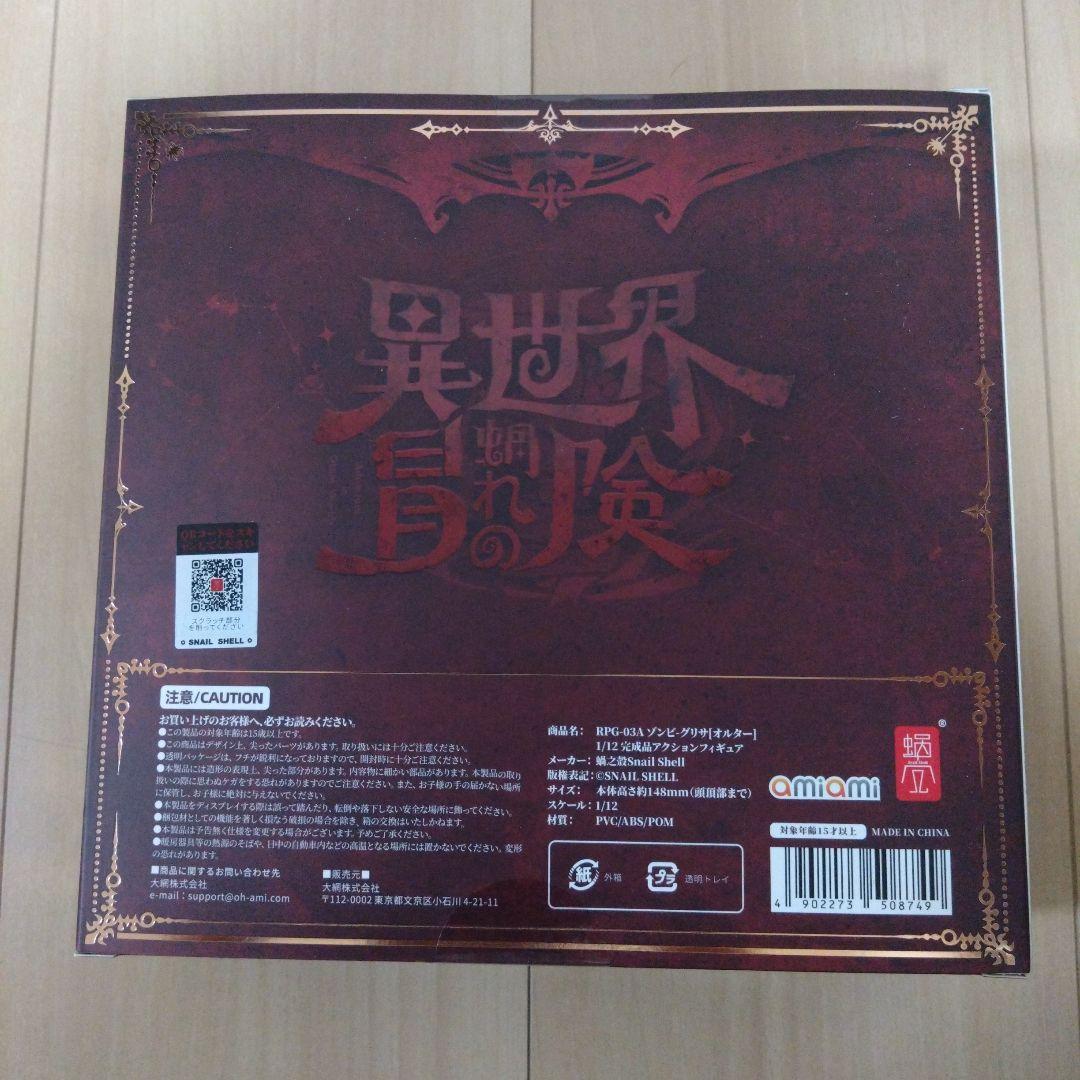 異世界
蝸れの
冒険
QRコードをスキ
ャンしてください
スクラッチ部分
を削ってください
SNAIL SHELL
注意/CAUTION
お買い上げのお客様へ、必ずお読みください。
●この製品の対象年齢は15歳以上です。
●この商品はデザイン上、尖ったパーツがあります。取り扱いには十分ご注意ください。
●透明パッケージは、フチが鋭利になっておりますので、開封時に十分ご注意ください。
●本製品には造形の表現上、尖った部分があります。内容物に細かい部品があります。本製品の取り
扱いの際に思わぬケガをする恐れがありますのでご注意ください。また、お子様の手の届かない場所
に保管し、お子様に絶対に与えないでください。
●本製品をディスプレイする際は誤って踏んだり、転倒や落下しない安全な場所に飾ってください。
●梱包材としての機能を著しく損なう破損の場合を除き、箱の交換はいたしかねます。
●本製品は予告無く仕様を変更する場合がございます。予めご了承ください。
●暖房器具等の熱源のそばや、日中の自動車内などの高温となる場所には置かないでください。変形
の恐れがあります。
■商品に関するお問い合わせ先
大網株式会社
e-mail : support@oh-ami.com
■販売元■
大網株式会社
〒112-0002 東京都文京区小石川 4-21-11
商品名: RPG-03A ゾンビ-グリサ[オルター]
1/12 完成品アクションフィギュア
メーカー: 蝸之殼Snail Shell
版権表記: ©SNAIL SHELL
サイズ: 本体高さ約148mm(頭頂部まで)
スケール: 1/12
材質: PVC/ABS/POM
紙 外箱
プラ 透明トレイ
amiami
蝸
®
対象年齢15才以上
MADE IN CHINA
4 902273 508749